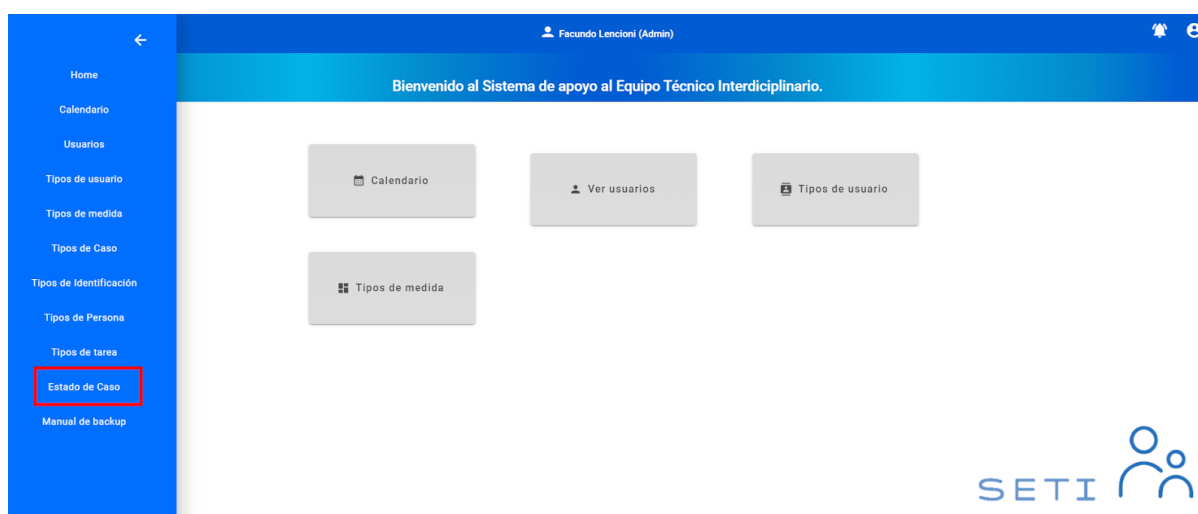 Facundo Lencioni (Admin)
Bienvenido al Sistema de apoyo al Equipo Técnico Interdiciplinario.
Home
Calendario
Usuarios
Tipos de usuario
Tipos de medida
Tipos de Caso
Tipos de Identificación
Tipos de Persona
Tipos de tarea
Estado de Caso
Manual de backup
Calendario
Ver usuarios
Tipos de usuario
Tipos de medida
SETI